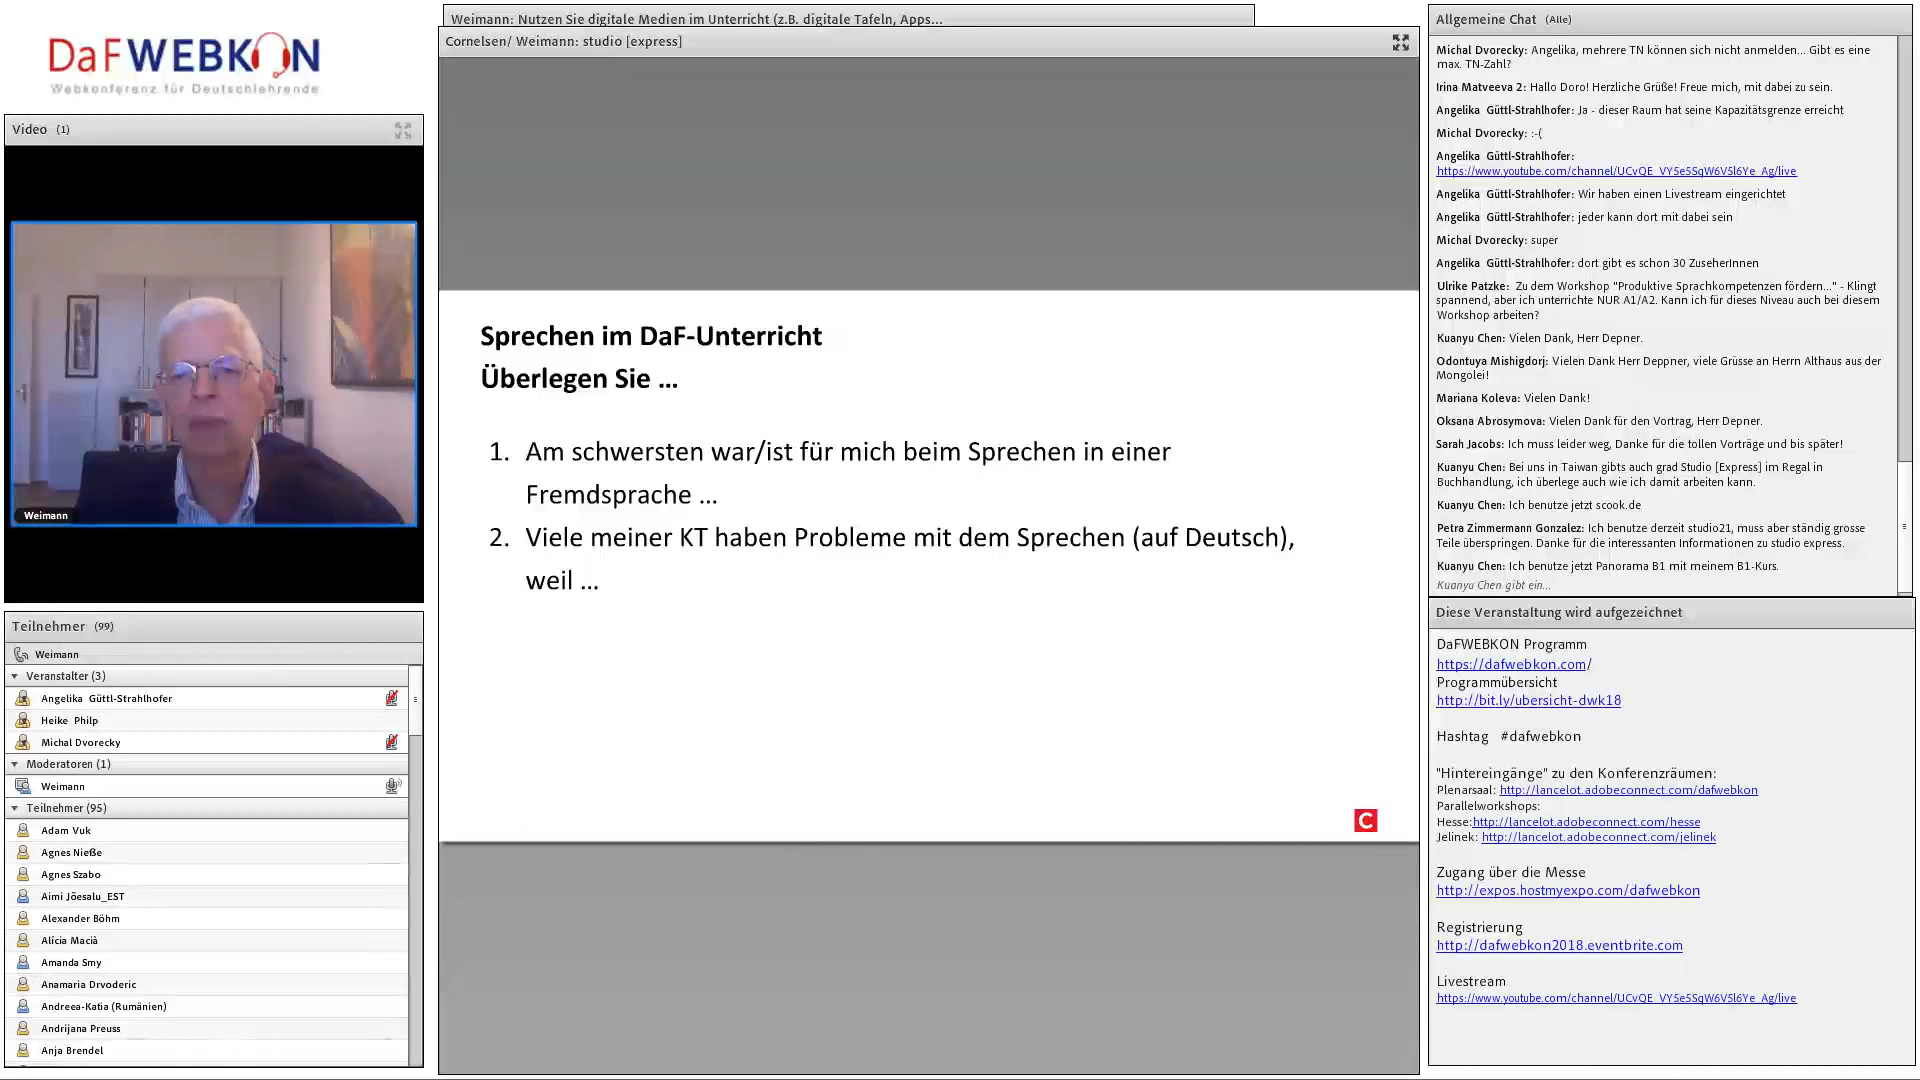 DaFWEBKON
Webkonferenz für Deutschlehrende
Video (1)
Weimann
Teilnehmer (99)
Weimann
Veranstalter (3)
Angelika Güttl-Strahlhofer
Heike Philp
Michal Dvorecky
Moderatoren (1)
Weimann
Teilnehmer (95)
Adam Vuk
Agnes Nieße
Agnes Szabo
Aimi Jõesalu_EST
Alexander Böhm
Alícia Macià
Amanda Smy
Anamaria Drvoderic
Andreea-Katia (Rumänien)
Andrijana Preuss
Anja Brendel
Weimann: Nutzen Sie digitale Medien im Unterricht (z.B. digitale Tafeln, Apps...
Cornelsen/ Weimann: studio [express]
Sprechen im DaF-Unterricht
Überlegen Sie ...
1. Am schwersten war/ist für mich beim Sprechen in einer
Fremdsprache ...
2. Viele meiner KT haben Probleme mit dem Sprechen (auf Deutsch),
weil ...
C
Allgemeine Chat (Alle)
Michal Dvorecky: Angelika, mehrere TN können sich nicht anmelden... Gibt es eine
max. TN-Zahl?
Irina Matveeva 2: Hallo Doro! Herzliche Grüße! Freue mich, mit dabei zu sein.
Angelika Güttl-Strahlhofer: Ja - dieser Raum hat seine Kapazitätsgrenze erreicht
Michal Dvorecky: :-(
Angelika Güttl-Strahlhofer:
https://www.youtube.com/channel/UCvQE_VY5e5SqW6V5l6Ye_Ag/live
Angelika Güttl-Strahlhofer: Wir haben einen Livestream eingerichtet
Angelika Güttl-Strahlhofer: jeder kann dort mit dabei sein
Michal Dvorecky: super
Angelika Güttl-Strahlhofer: dort gibt es schon 30 ZuseherInnen
Ulrike Patzke: Zu dem Workshop "Produktive Sprachkompetenzen fördern..." - Klingt
spannend, aber ich unterrichte NUR A1/A2. Kann ich für dieses Niveau auch bei diesem
Workshop arbeiten?
Kuanyu Chen: Vielen Dank, Herr Depner.
Odontuya Mishigdorj: Vielen Dank Herr Deppner, viele Grüsse an Herrn Althaus aus der
Mongolei!
Mariana Koleva: Vielen Dank!
Oksana Abrosymova: Vielen Dank für den Vortrag, Herr Depner.
Sarah Jacobs: Ich muss leider weg, Danke für die tollen Vorträge und bis später!
Kuanyu Chen: Bei uns in Taiwan gibts auch grad Studio [Express] im Regal in
Buchhandlung, ich überlege auch wie ich damit arbeiten kann.
Kuanyu Chen: Ich benutze jetzt scook.de
Petra Zimmermann Gonzalez: Ich benutze derzeit studio21, muss aber ständig grosse
Teile überspringen. Danke für die interessanten Informationen zu studio express.
Kuanyu Chen: Ich benutze jetzt Panorama B1 mit meinem B1-Kurs.
Kuanyu Chen gibt ein...
Diese Veranstaltung wird aufgezeichnet
DaFWEBKON Programm
https://dafwebkon.com/
Programmübersicht
http://bit.ly/ubersicht-dwk18
Hashtag #dafwebkon
"Hintereingänge" zu den Konferenzräumen:
Plenarsaal: http://lancelot.adobeconnect.com/dafwebkon
Parallelworkshops:
Hesse:http://lancelot.adobeconnect.com/hesse
Jelinek: http://lancelot.adobeconnect.com/jelinek
Zugang über die Messe
http://expos.hostmyexpo.com/dafwebkon
Registrierung
http://dafwebkon2018.eventbrite.com
Livestream
https://www.youtube.com/channel/UCvQE_VY5e5SqW6V5l6Ye_Ag/live